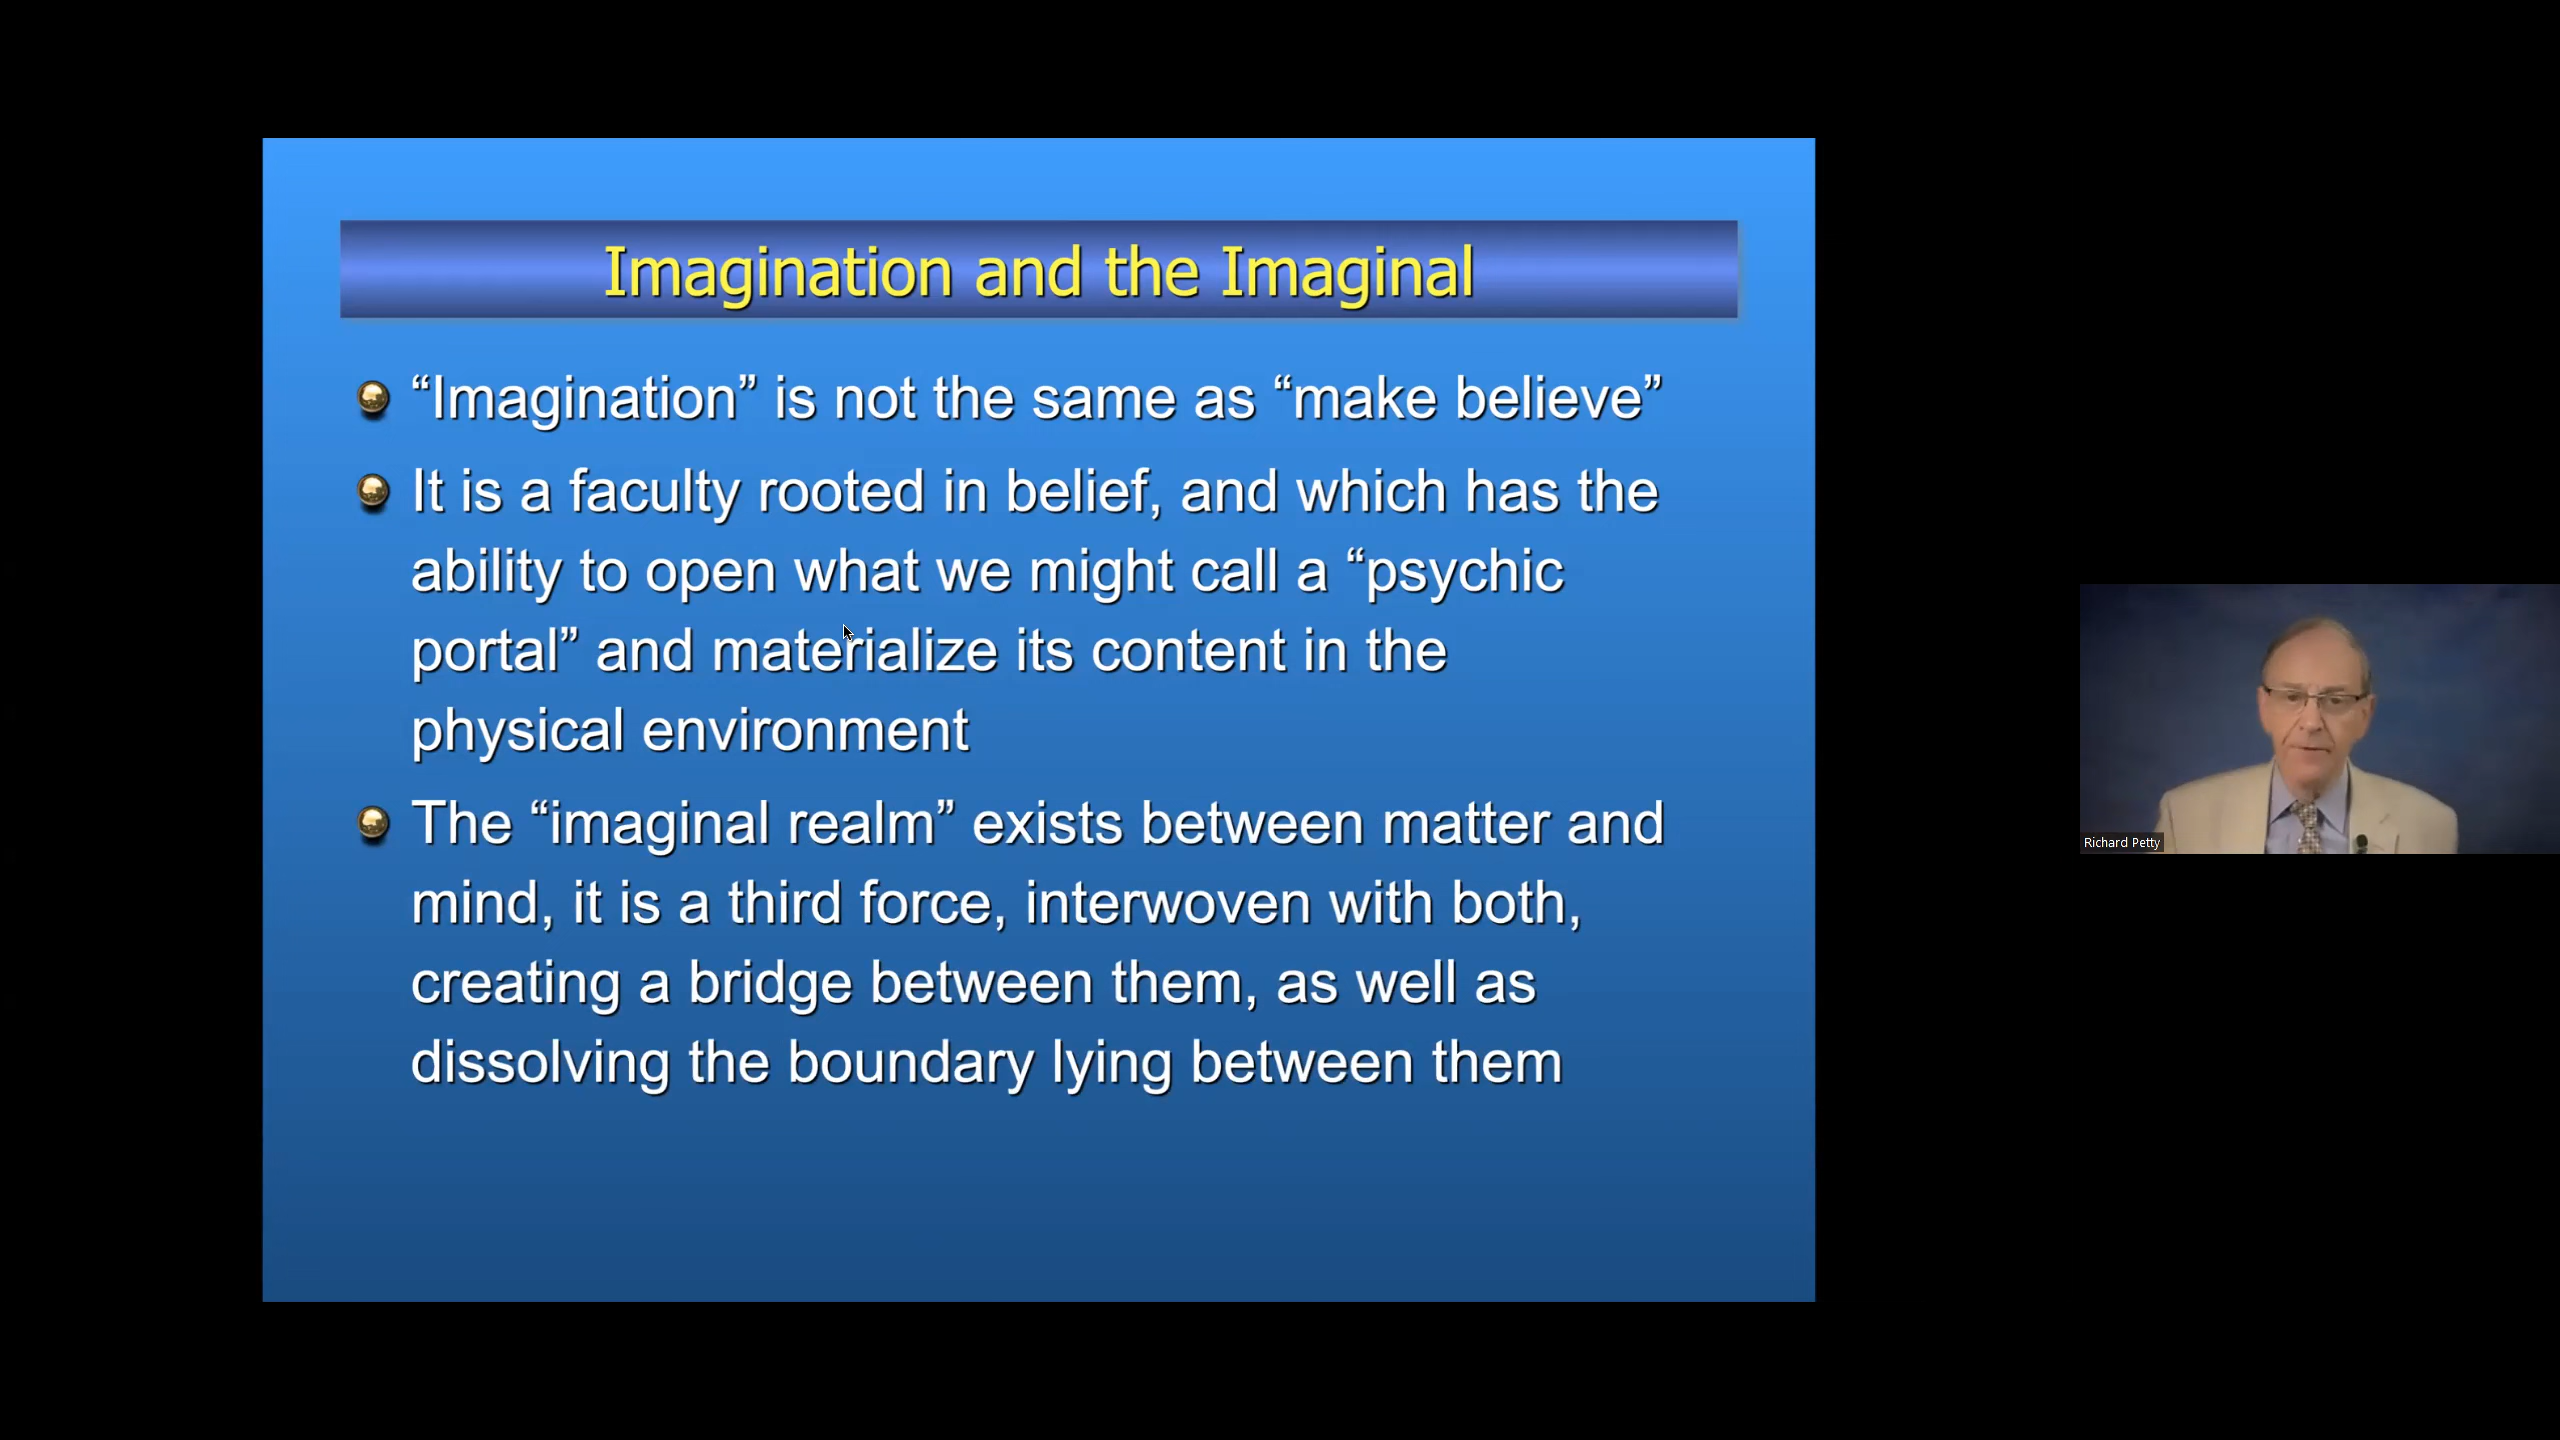 Imagination and the Imaginal
“Imagination” is not the same as “make believe”
It is a faculty rooted in belief, and which has the
ability to open what we might call a “psychic
portal” and materialize its content in the
physical environment
The “imaginal realm” exists between matter and
mind, it is a third force, interwoven with both,
creating a bridge between them, as well as
dissolving the boundary lying between them
Richard Petty